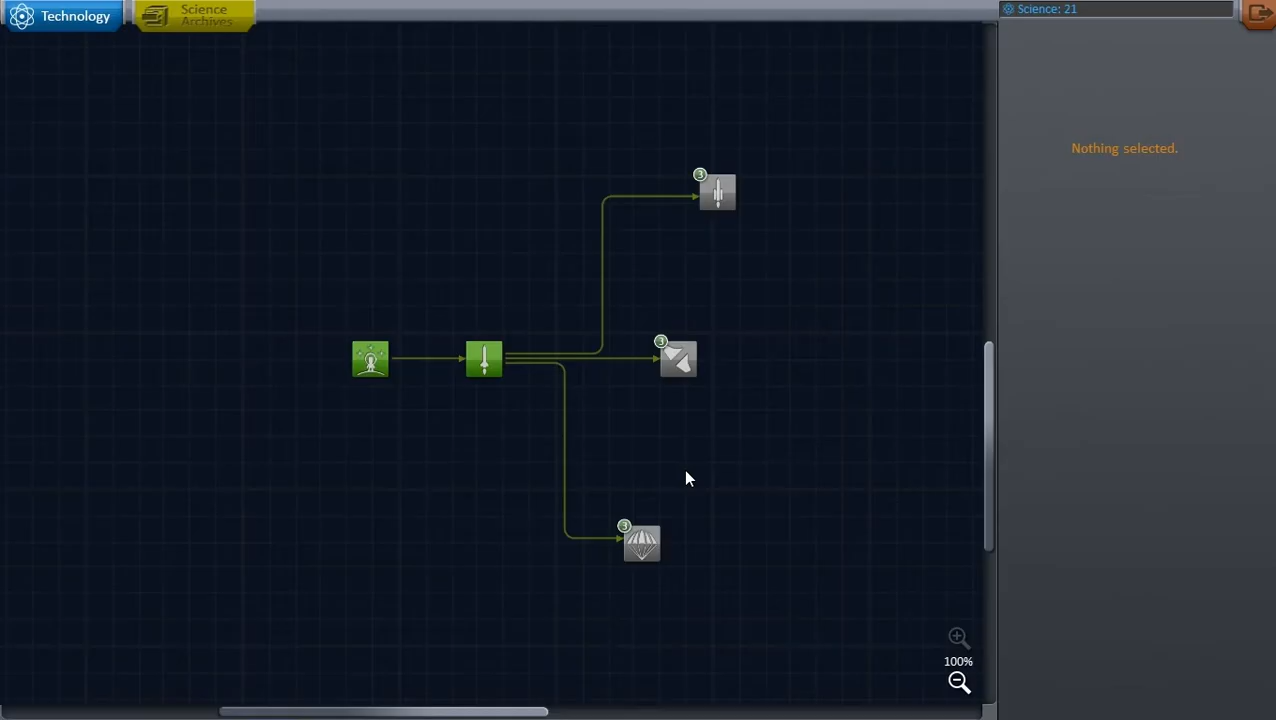 Technology
Science
Archives
Science: 21
Nothing selected.
3
3
3
100%